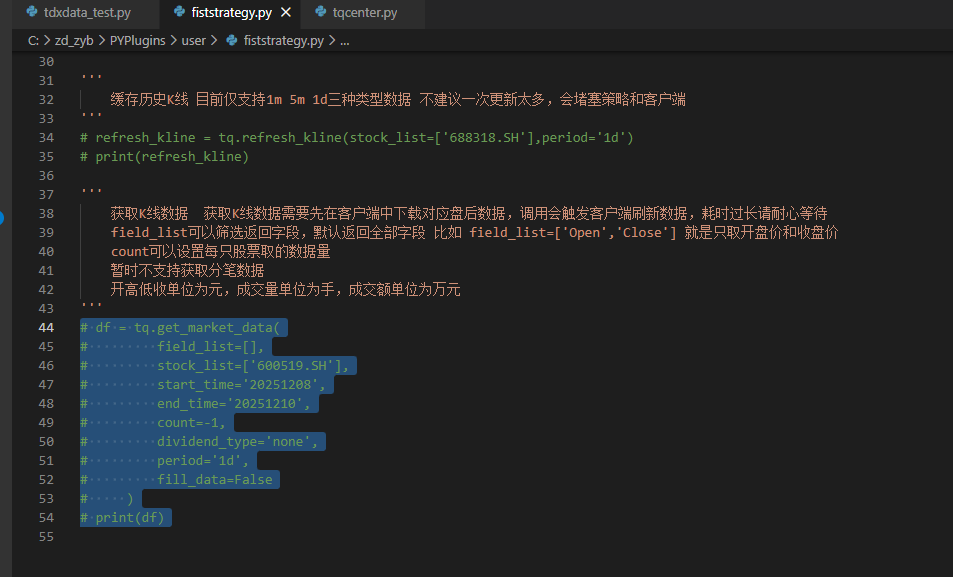 tdxdata_test.py fiststrategy.py tqcenter.py
C: > zd_zyb > PYPlugins > user > fiststrategy.py > ...
30
31 '''
32 缓存历史K线 目前仅支持1m 5m 1d三种类型数据 不建议一次更新太多，会堵塞策略和客户端
33 '''
34 # refresh_kline = tq.refresh_kline(stock_list=['688318.SH'],period='1d')
35 # print(refresh_kline)
36
37 '''
38 获取K线数据  获取K线数据需要先在客户端中下载对应盘后数据，调用会触发客户端刷新数据，耗时过长请耐心等待
39 field_list可以筛选返回字段，默认返回全部字段 比如 field_list=['Open','Close'] 就是只取开盘价和收盘价
40 count可以设置每只股票取的数据量
41 暂时不支持获取分笔数据
42 开高低收单位为元，成交量单位为手，成交额单位为万元
43 '''
44 # df = tq.get_market_data(
45 #         field_list=[],
46 #         stock_list=['600519.SH'],
47 #         start_time='20251208',
48 #         end_time='20251210',
49 #         count=-1,
50 #         dividend_type='none',
51 #         period='1d',
52 #         fill_data=False
53 #     )
54 # print(df)
55